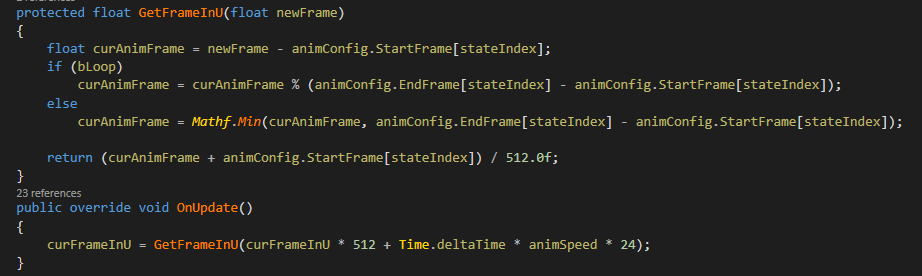 protected float GetFrameInU(float newFrame)
{
    float curAnimFrame = newFrame - animConfig.StartFrame[stateIndex];
    if (bLoop)
        curAnimFrame = curAnimFrame % (animConfig.EndFrame[stateIndex] - animConfig.StartFrame[stateIndex]);
    else
        curAnimFrame = Mathf.Min(curAnimFrame, animConfig.EndFrame[stateIndex] - animConfig.StartFrame[stateIndex]);
    return (curAnimFrame + animConfig.StartFrame[stateIndex]) / 512.0f;
}
23 references
public override void OnUpdate()
{
    curFrameInU = GetFrameInU(curFrameInU * 512 + Time.deltaTime * animSpeed * 24);
}